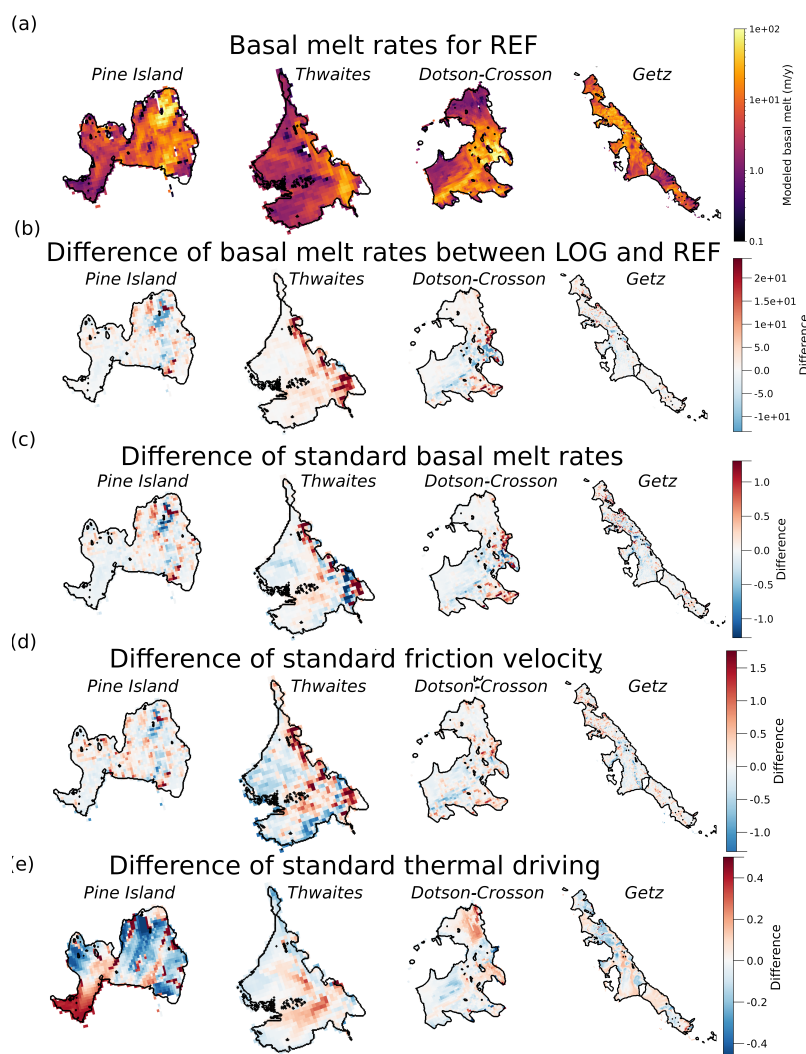 (a)
Basal melt rates for REF
Pine Island
Thwaites
Dotson-Crosson
Getz
1e+02
1e+01
1.0
0.1
Modeled basal melt (m/y)
(b)
Difference of basal melt rates between LOG and REF
Pine Island
Thwaites
Dotson-Crosson
Getz
2e+01
1.5e+01
1e+01
5.0
0.0
-5.0
-1e+01
Difference
(c)
Difference of standard basal melt rates
Pine Island
Thwaites
Dotson-Crosson
Getz
1.0
0.5
0.0
-0.5
-1.0
Difference
(d)
Difference of standard friction velocity
Pine Island
Thwaites
Dotson-Crosson
Getz
1.5
1.0
0.5
0.0
-0.5
-1.0
Difference
(e)
Difference of standard thermal driving
Pine Island
Thwaites
Dotson-Crosson
Getz
0.4
0.2
0.0
-0.2
-0.4
Difference